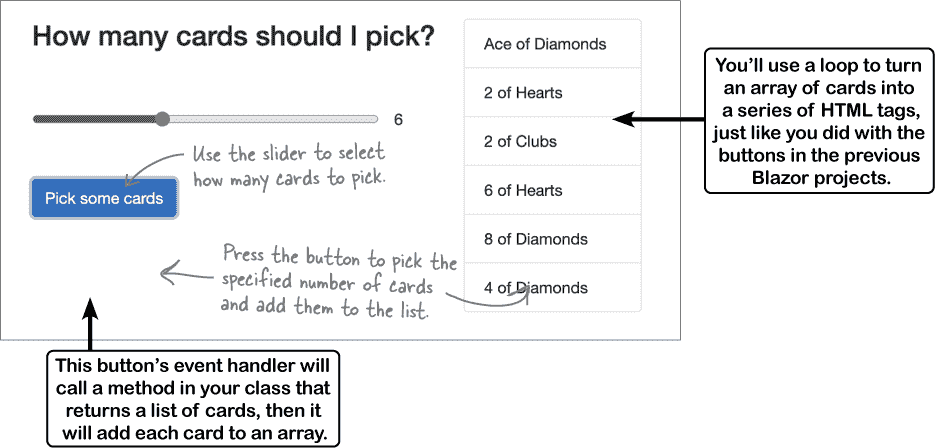 How many cards should I pick?
6
Use the slider to select
how many cards to pick.
Pick some cards
Press the button to pick the
specified number of cards
and add them to the list.
Ace of Diamonds
2 of Hearts
2 of Clubs
6 of Hearts
8 of Diamonds
4 of Diamonds
You’ll use a loop to turn
an array of cards into
a series of HTML tags,
just like you did with the
buttons in the previous
Blazor projects.
This button’s event handler will
call a method in your class that
returns a list of cards, then it
will add each card to an array.